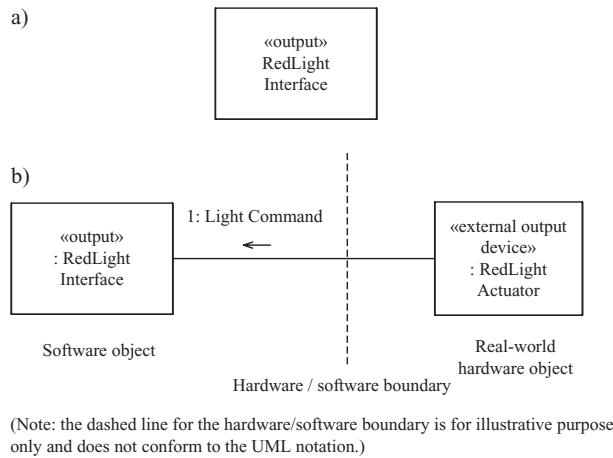 a)
«output»
RedLight
Interface
b)
1: Light Command
«output»
: RedLight
Interface
«external output
device»
: RedLight
Actuator
Software object
Real-world
hardware object
Hardware / software boundary
(Note: the dashed line for the hardware/software boundary is for illustrative purpose
only and does not conform to the UML notation.)